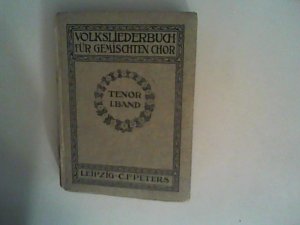 VOLKSLIEDERBUCH
FÜR GEMISCHTEN CHOR
TENOR
I. BAND
LEIPZIG · C. F. PETERS